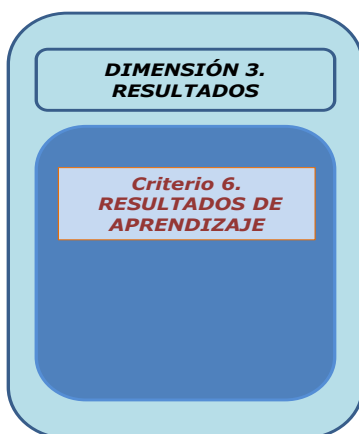 DIMENSIÓN 3.
RESULTADOS
Criterio 6.
RESULTADOS DE
APRENDIZAJE